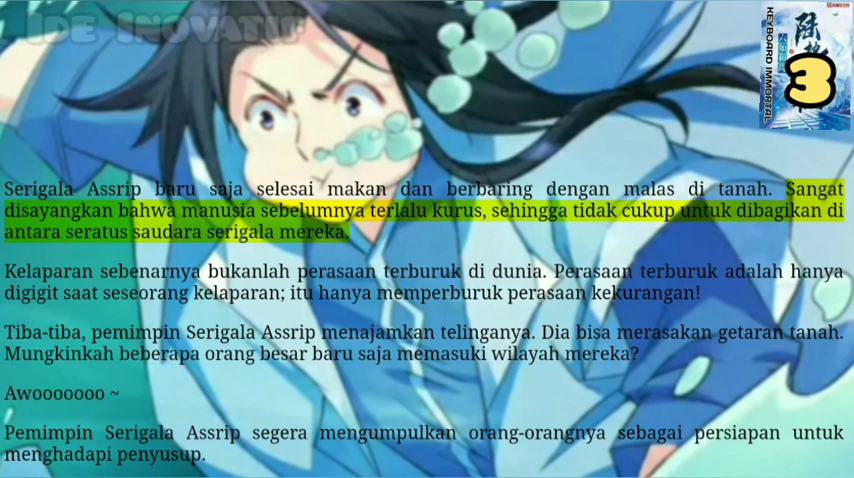 IDE INOVATIF
KEYBOARD IMMORTAL
3
Serigala Assrip baru saja selesai makan dan berbaring dengan malas di tanah. Sangat
disayangkan bahwa manusia sebelumnya terlalu kurus, sehingga tidak cukup untuk dibagikan di
antara seratus saudara serigala mereka.
Kelaparan sebenarnya bukanlah perasaan terburuk di dunia. Perasaan terburuk adalah hanya
digigit saat seseorang kelaparan; itu hanya memperburuk perasaan kekurangan!
Tiba-tiba, pemimpin Serigala Assrip menajamkan telinganya. Dia bisa merasakan getaran tanah.
Mungkinkah beberapa orang besar baru saja memasuki wilayah mereka?
Awooooooo ~
Pemimpin Serigala Assrip segera mengumpulkan orang-orangnya sebagai persiapan untuk
menghadapi penyusup.